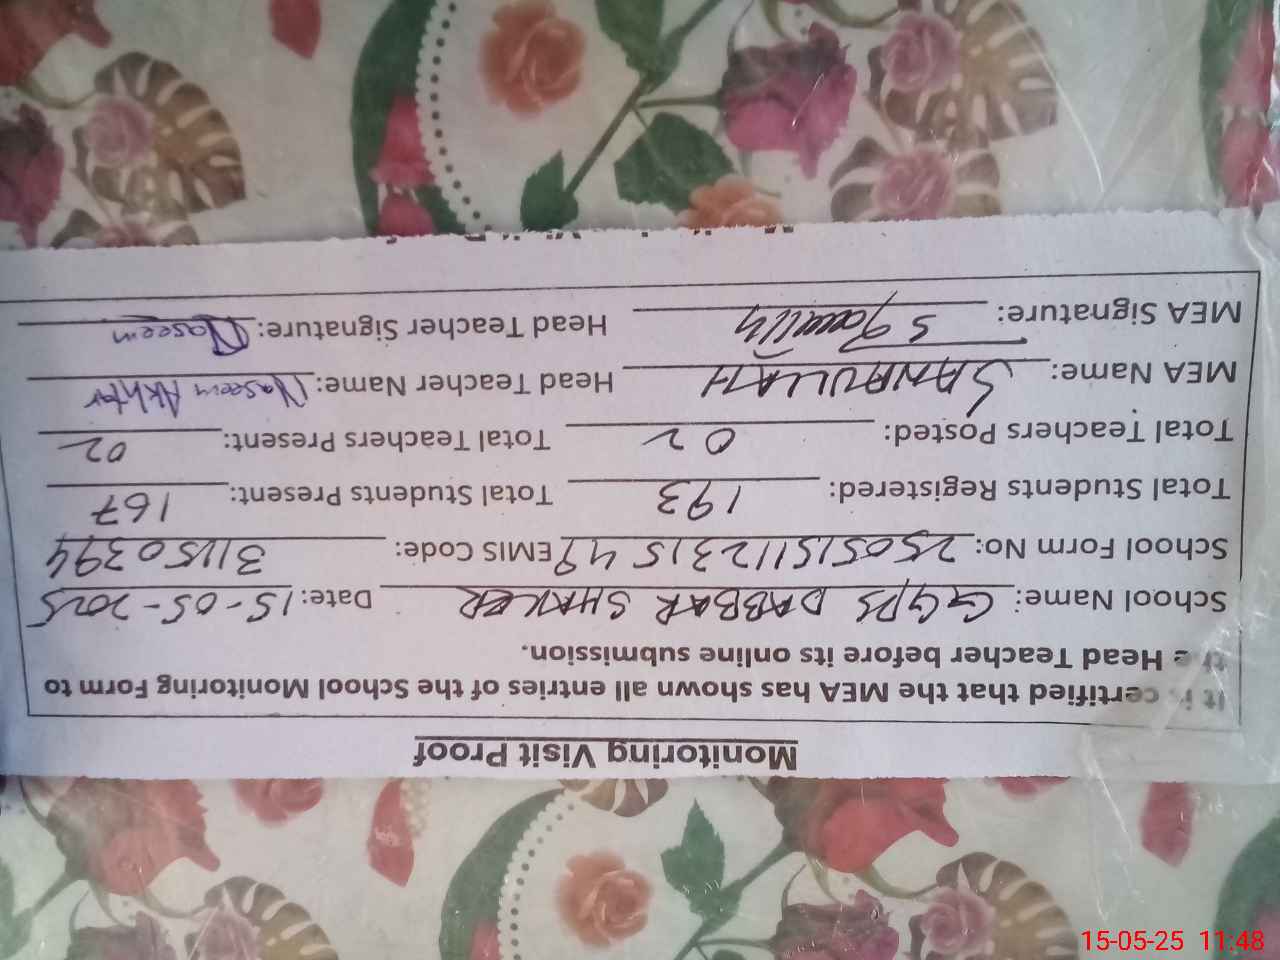 Monitoring Visit Proof
It is certified that the MEA has shown all entries of the School Monitoring Form to
the Head Teacher before its online submission.
School Name: GGPS DABBAR SHAKER Date: 15-05-2025
School Form No: 25051511231549 EMIS Code: 31150394
Total Students Registered: 193 Total Students Present: 167
Total Teachers Posted: 02 Total Teachers Present: 02
MEA Name: SANAULLAH Head Teacher Name: Naseem Akhtar
MEA Signature: Head Teacher Signature: Naseem
15-05-25 11:48